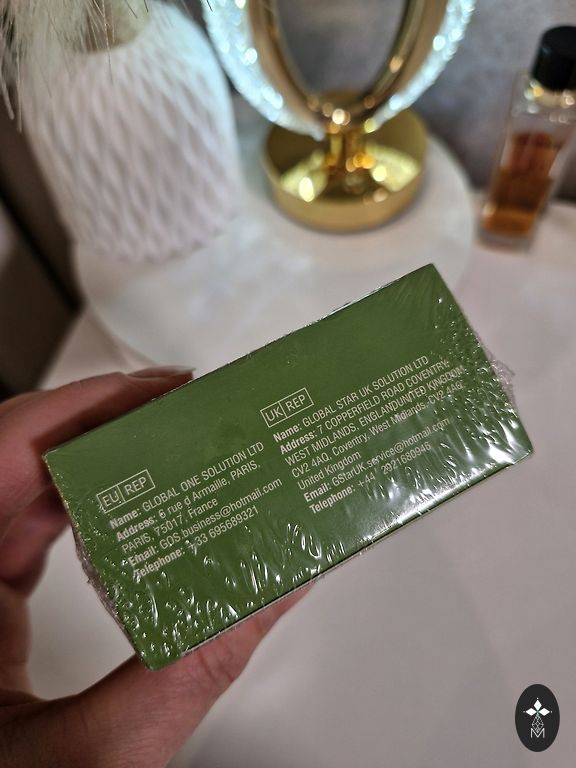 EU REP
Name: GLOBAL ONE SOLUTION LTD
Address: 6 rue d Armaille, PARIS,
PARIS, 75017, France
Email: GOS.business@hotmail.com
Telephone: +33 695689321
UK REP
Name: GLOBAL STAR UK SOLUTION LTD
Address: 7 COPPERFIELD ROAD COVENTRY,
WEST MIDLANDS, ENGLANDUNITED KINGDOM,
CV2 4AQ, Coventry, West Midlands, CV2 4AQ,
United Kingdom
Email: GStarUK.service@hotmail.com
Telephone: +44
M